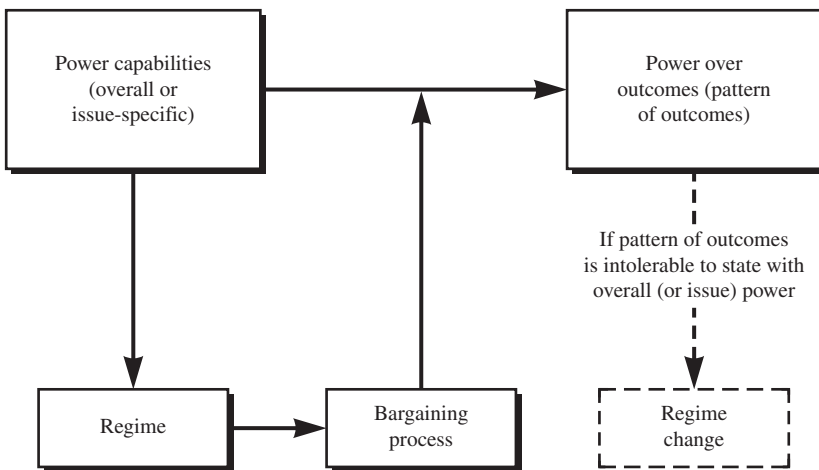 Power capabilities
(overall or
issue-specific)
Power over
outcomes (pattern
of outcomes)
If pattern of outcomes
is intolerable to state with
overall (or issue) power
Regime
Bargaining
process
Regime
change